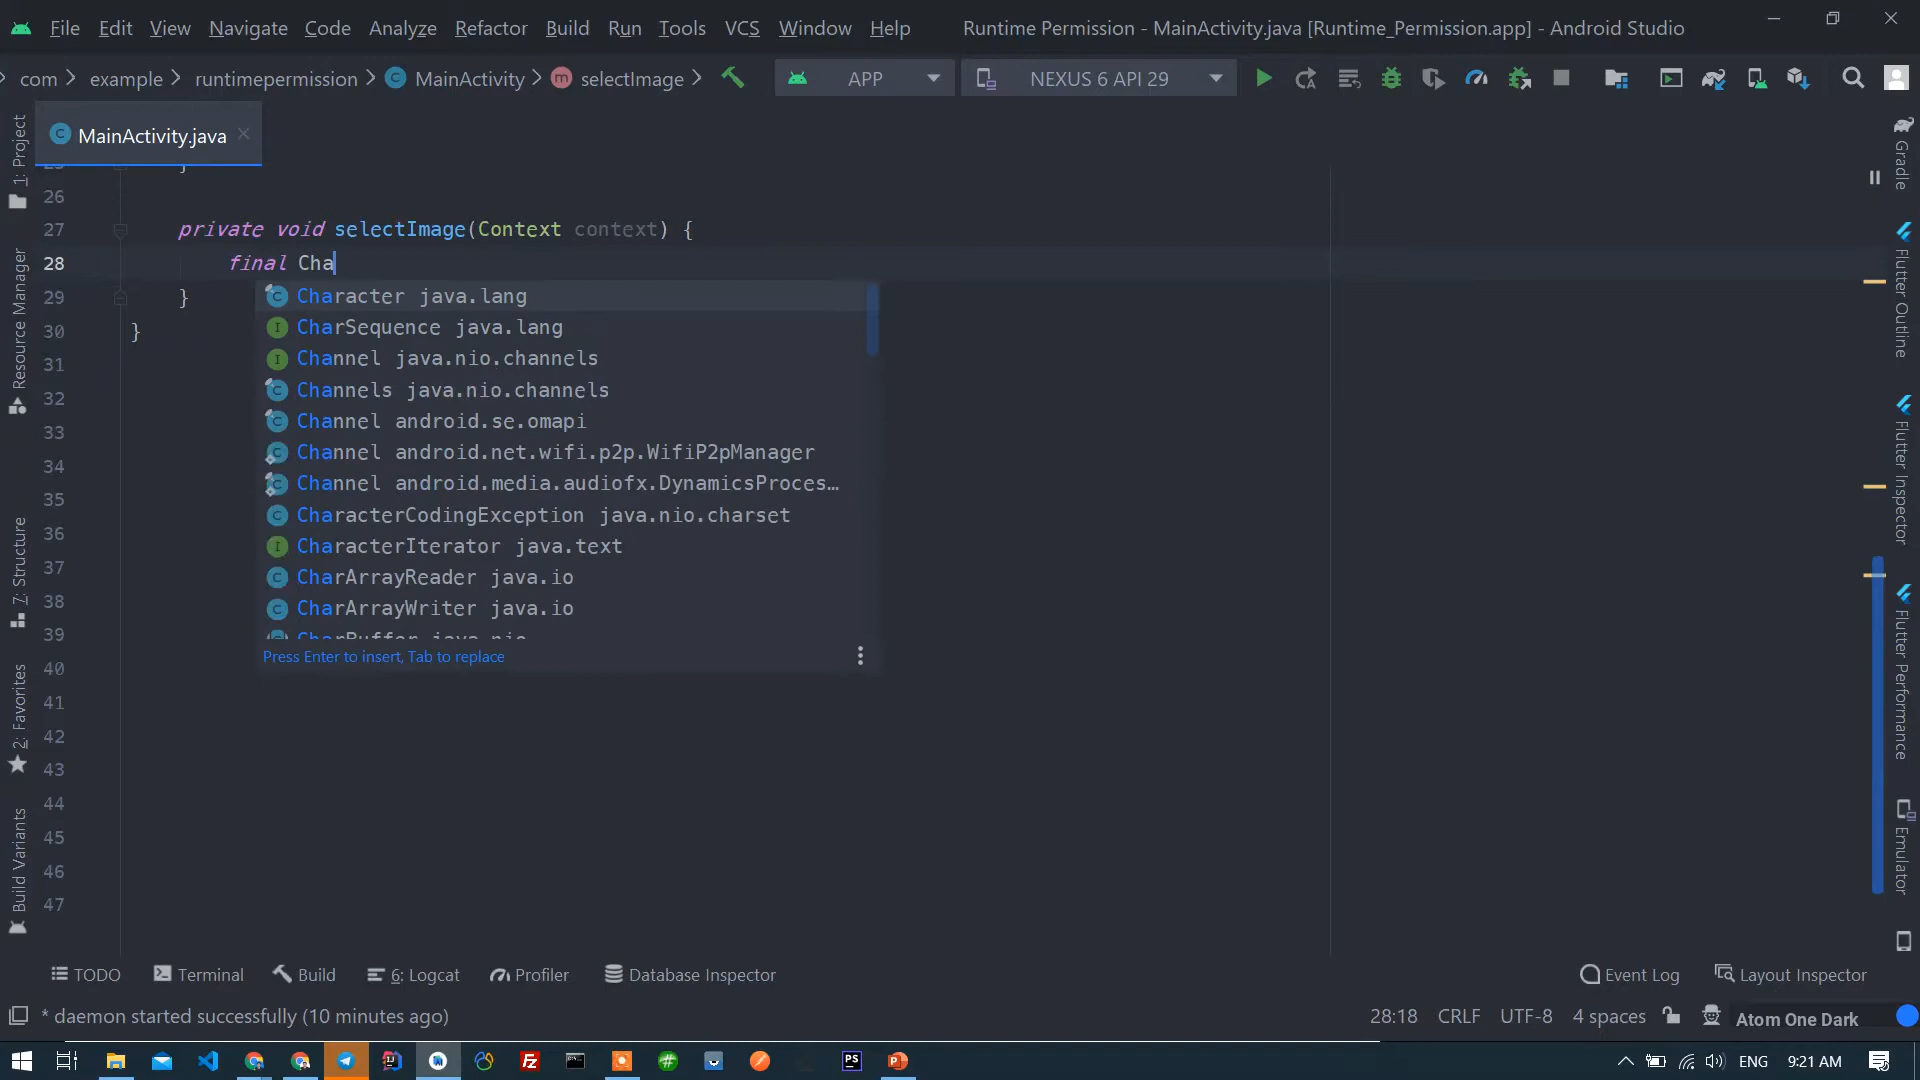 File Edit View Navigate Code Analyze Refactor Build Run Tools VCS Window Help Runtime Permission - MainActivity.java [Runtime_Permission.app] - Android Studio
com example runtimepermission MainActivity selectImage APP NEXUS 6 API 29
MainActivity.java
26
27 private void selectImage(Context context) {
28 final Cha
29 }
30 }
31
32
33
34
35
36
37
38
39
40
41
42
43
44
45
46
47
Character java.lang
CharSequence java.lang
Channel java.nio.channels
Channels java.nio.channels
Channel android.se.omapi
Channel android.net.wifi.p2p.WifiP2pManager
Channel android.media.audiofx.DynamicsProces…
CharacterCodingException java.nio.charset
CharacterIterator java.text
CharArrayReader java.io
CharArrayWriter java.io
CharBuffer java.nio
Press Enter to insert, Tab to replace
1: Project
Resource Manager
7: Structure
2: Favorites
Build Variants
Gradle
Flutter Outline
Flutter Inspector
Flutter Performance
Emulator
TODO Terminal Build 6: Logcat Profiler Database Inspector Event Log Layout Inspector
* daemon started successfully (10 minutes ago) 28:18 CRLF UTF-8 4 spaces Atom One Dark
ENG 9:21 AM